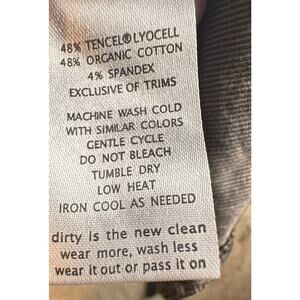 48% TENCEL®LYOCELL
48% ORGANIC COTTON
4% SPANDEX
EXCLUSIVE OF TRIMS
MACHINE WASH COLD
WITH SIMILAR COLORS
GENTLE CYCLE
DO NOT BLEACH
TUMBLE DRY
LOW HEAT
IRON COOL AS NEEDED
dirty is the new clean
wear more, wash less
wear it out or pass it on